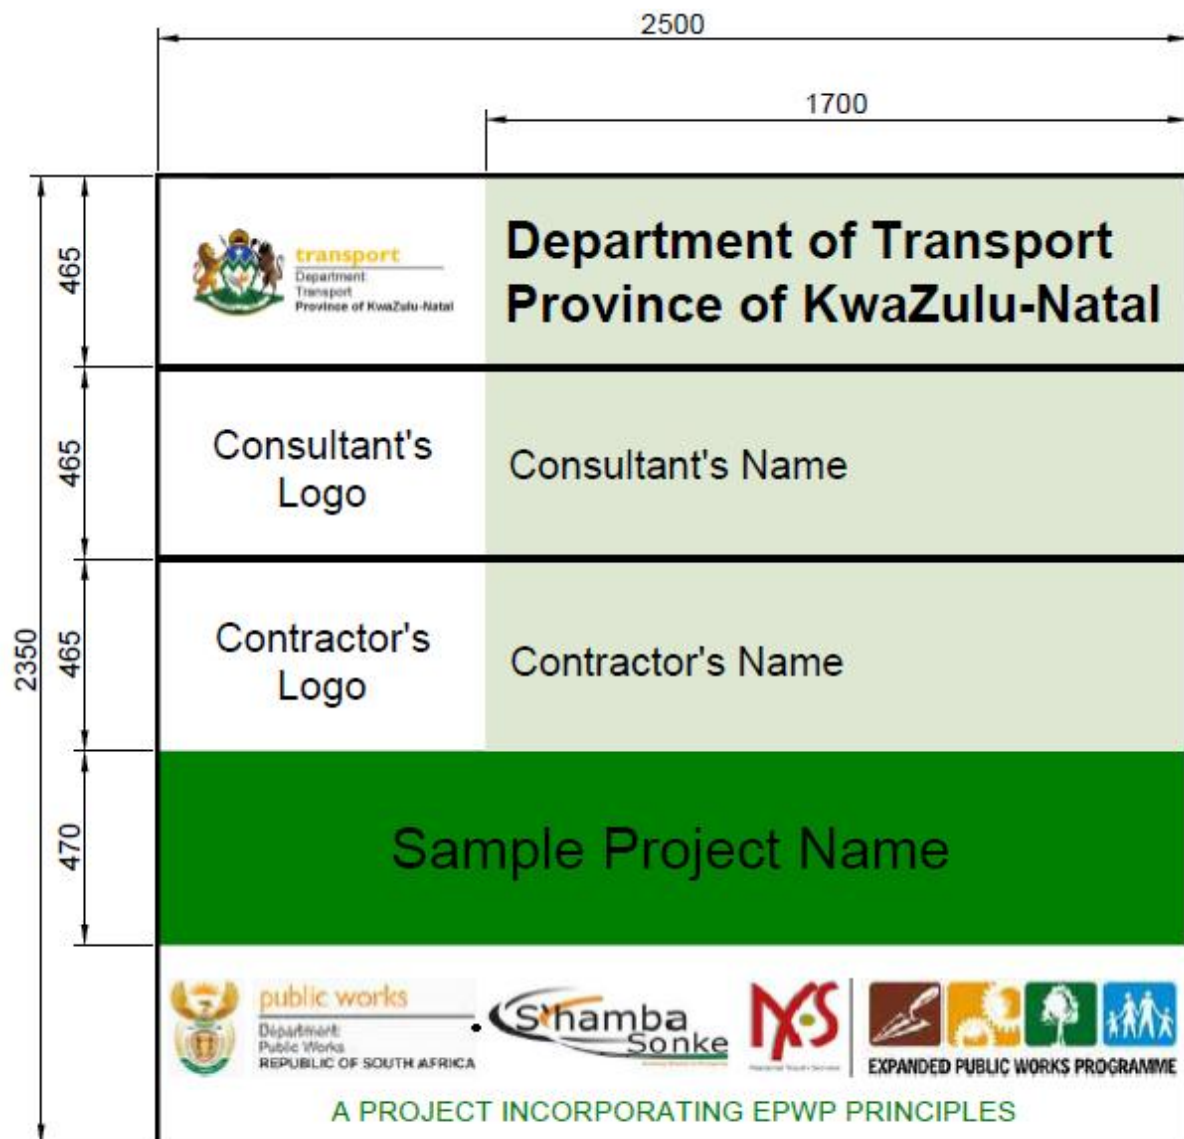 2500
1700
465
transport
Department
Transport
Province of KwaZulu-Natal
Department of Transport
Province of KwaZulu-Natal
465
Consultant's
Logo
Consultant's Name
2350
465
Contractor's
Logo
Contractor's Name
470
Sample Project Name
public works
Department:
Public Works
REPUBLIC OF SOUTH AFRICA
S'hamba
Sonke
NYS
EXPANDED PUBLIC WORKS PROGRAMME
A PROJECT INCORPORATING EPWP PRINCIPLES